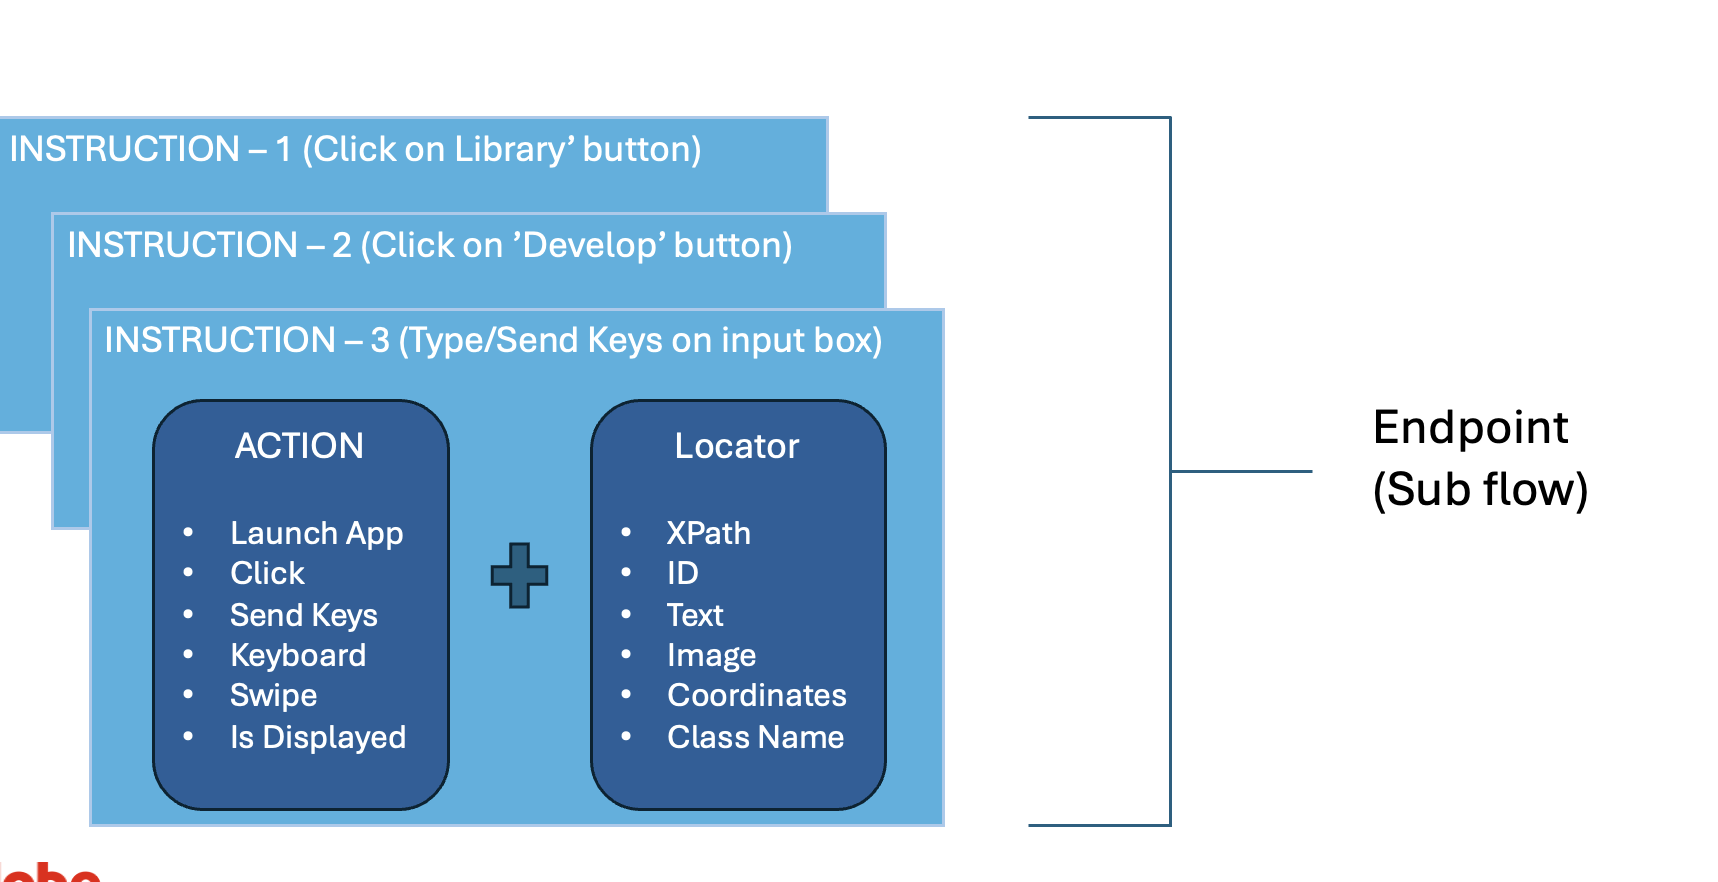 INSTRUCTION – 1 (Click on Library’ button)
INSTRUCTION – 2 (Click on ’Develop’ button)
INSTRUCTION – 3 (Type/Send Keys on input box)
ACTION
• Launch App
• Click
• Send Keys
• Keyboard
• Swipe
• Is Displayed
Locator
• XPath
• ID
• Text
• Image
• Coordinates
• Class Name
Endpoint
(Sub flow)